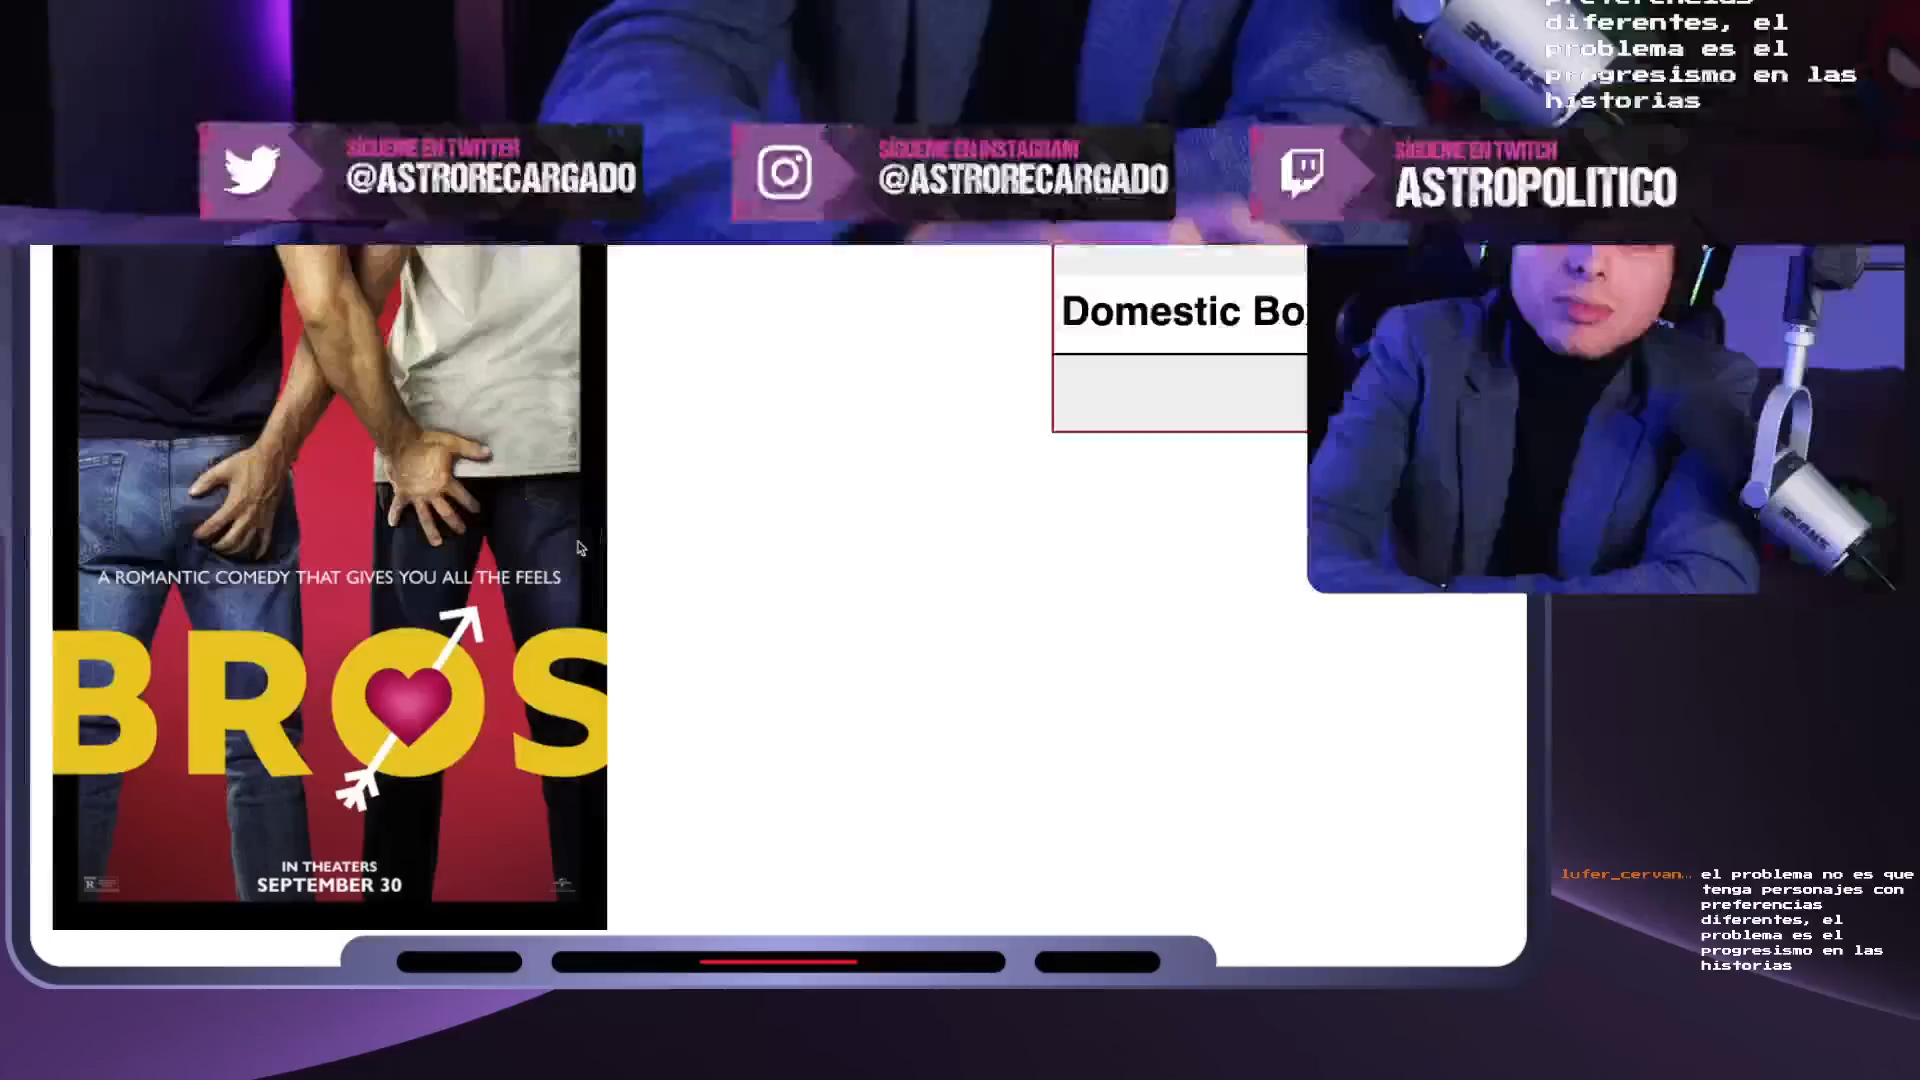 preferencias
diferentes, el
problema es el
progresismo en las
historias
SÍGUEME EN TWITTER
@ASTRORECARGADO
SÍGUEME EN INSTAGRAM
@ASTRORECARGADO
SÍGUEME EN TWITCH
ASTROPOLITICO
Domestic Bo
A ROMANTIC COMEDY THAT GIVES YOU ALL THE FEELS
BROS
IN THEATERS
SEPTEMBER 30
R
lufer_cervan… el problema no es que
tenga personajes con
preferencias
diferentes, el
problema es el
progresismo en las
historias